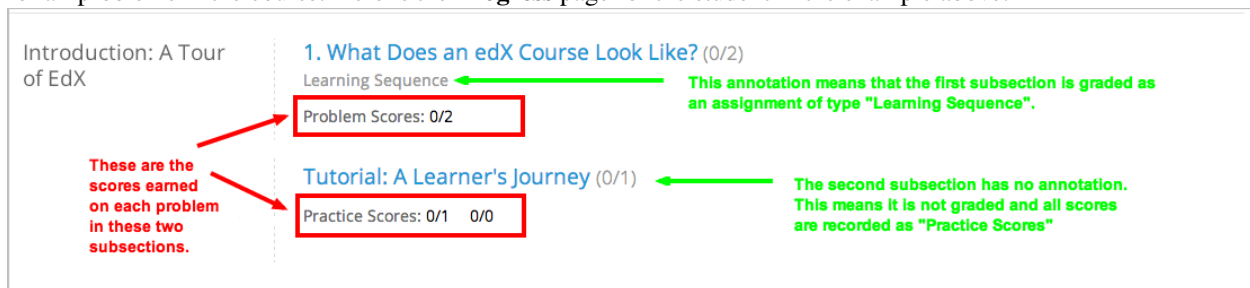 Introduction: A Tour
of EdX
1. What Does an edX Course Look Like? (0/2)
Learning Sequence
This annotation means that the first subsection is graded as
an assignment of type "Learning Sequence".
Problem Scores: 0/2
These are the
scores earned
on each problem
in these two
subsections.
Tutorial: A Learner's Journey (0/1)
Practice Scores: 0/1 0/0
The second subsection has no annotation.
This means it is not graded and all scores
are recorded as "Practice Scores"